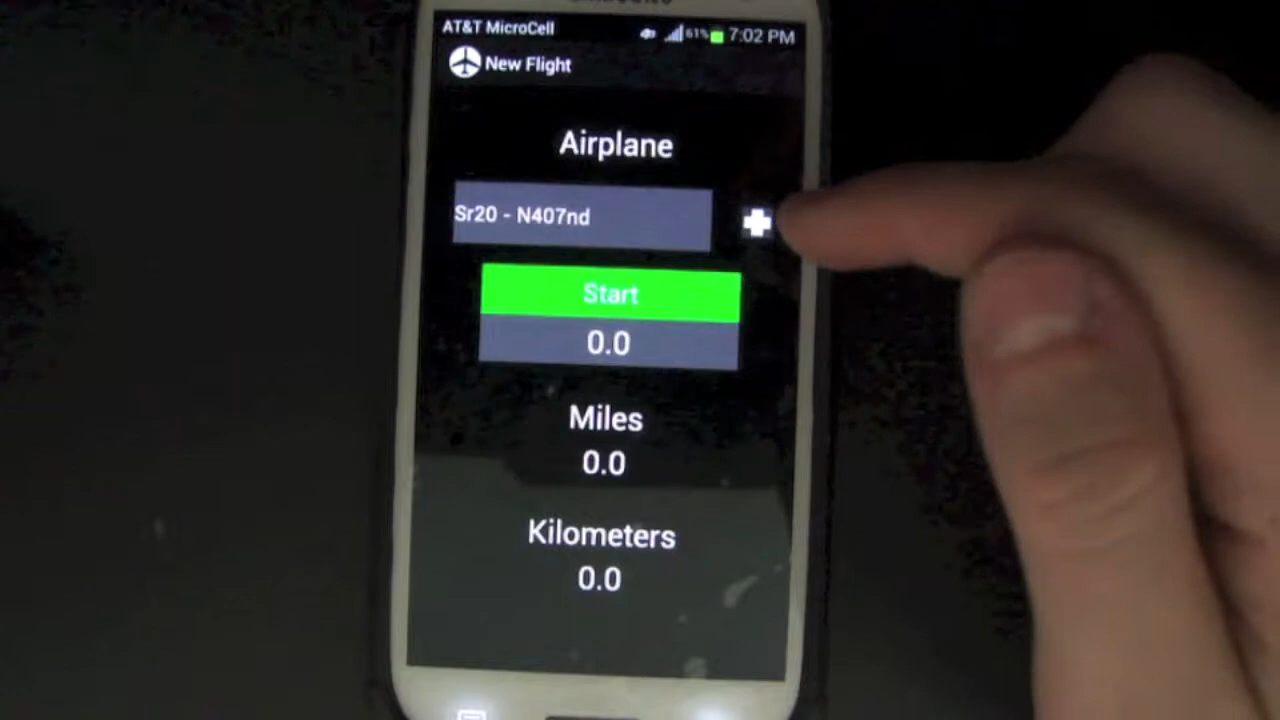 AT&T MicroCell 61% 7:02 PM
New Flight
Airplane
Sr20 - N407nd
Start
0.0
Miles
0.0
Kilometers
0.0